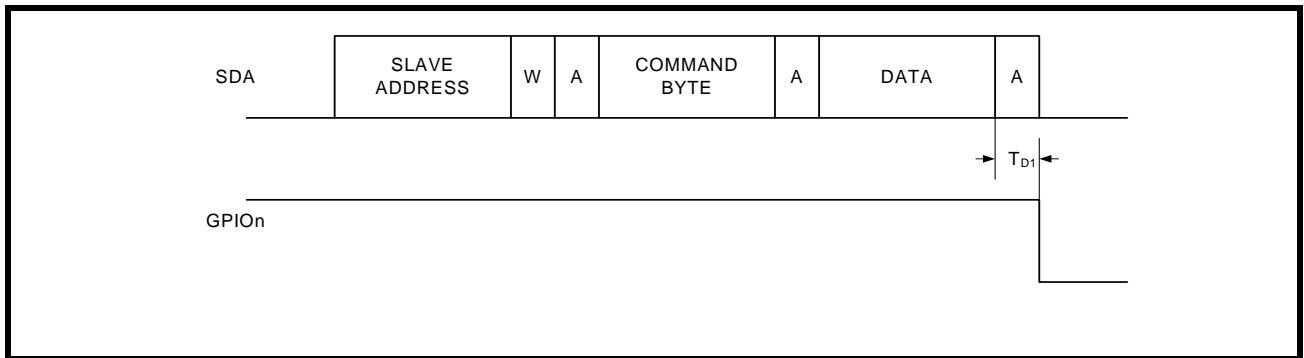 SDA
SLAVE
ADDRESS
W
A
COMMAND
BYTE
A
DATA
A
TD1
GPIOn